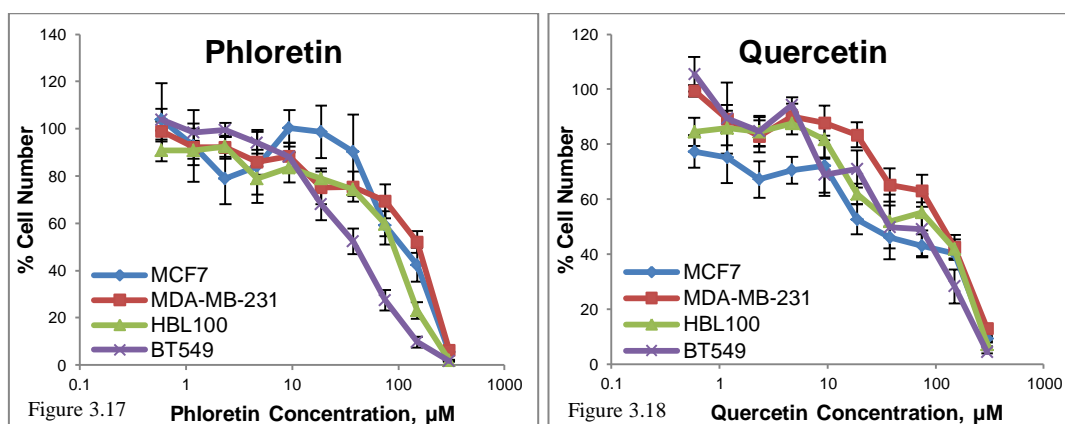 Phloretin
140
120
100
80
60
40
20
0
% Cell Number
MCF7
MDA-MB-231
HBL100
BT549
0.1 1 10 100 1000
Figure 3.17
Phloretin Concentration, µM
Quercetin
120
100
80
60
40
20
0
% Cell Number
MCF7
MDA-MB-231
HBL100
BT549
0.1 1 10 100 1000
Figure 3.18
Quercetin Concentration, µM